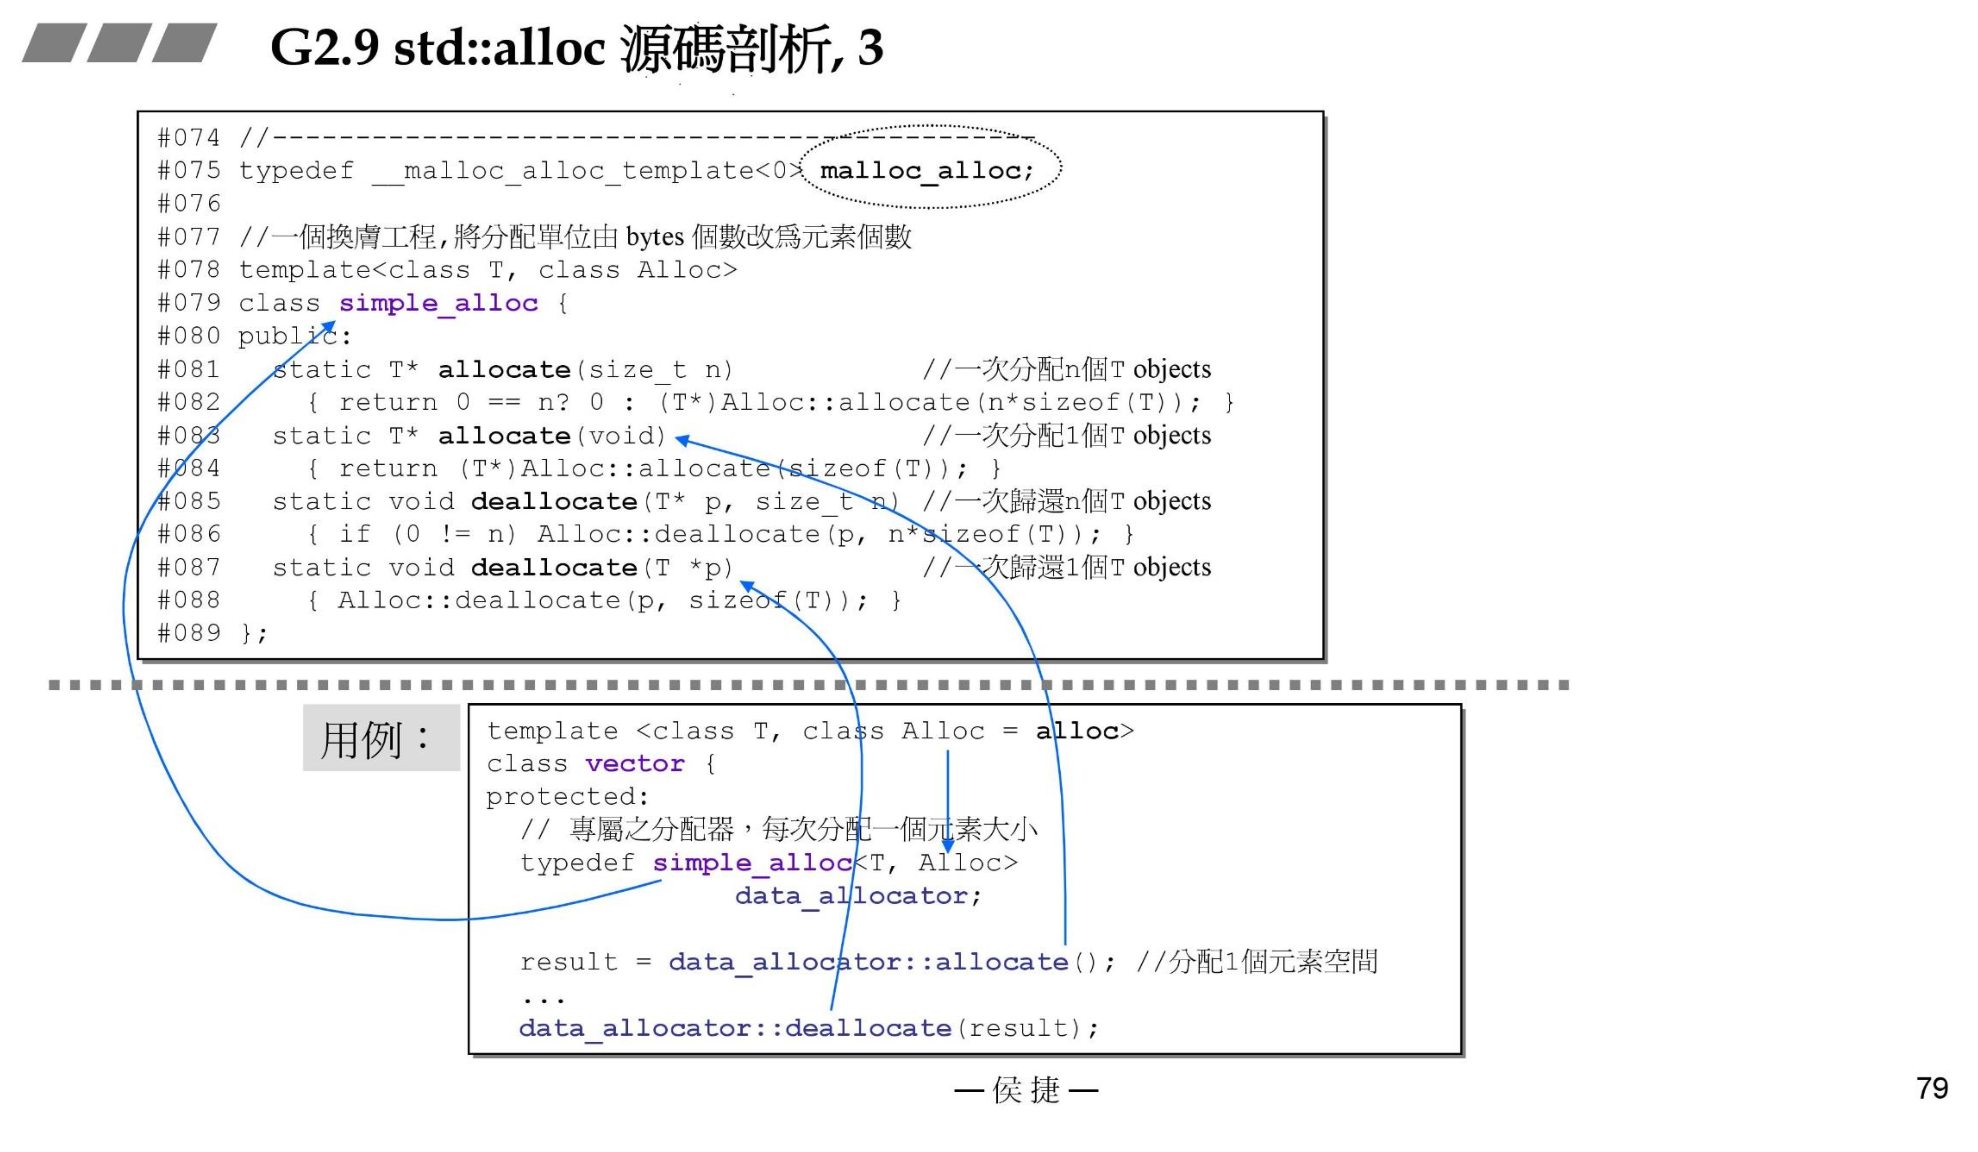 G2.9 std::alloc 源碼剖析, 3
#074 //----------------------------------------------
#075 typedef __malloc_alloc_template<0> malloc_alloc;
#076
#077 //一個換膚工程,將分配單位由 bytes 個數改爲元素個數
#078 template<class T, class Alloc>
#079 class simple_alloc {
#080 public:
#081   static T* allocate(size_t n)           //一次分配n個T objects
#082     { return 0 == n? 0 : (T*)Alloc::allocate(n*sizeof(T)); }
#083   static T* allocate(void)               //一次分配1個T objects
#084     { return (T*)Alloc::allocate(sizeof(T)); }
#085   static void deallocate(T* p, size_t n) //一次歸還n個T objects
#086     { if (0 != n) Alloc::deallocate(p, n*sizeof(T)); }
#087   static void deallocate(T *p)           //一次歸還1個T objects
#088     { Alloc::deallocate(p, sizeof(T)); }
#089 };
用例：
template <class T, class Alloc = alloc>
class vector {
protected:
  // 專屬之分配器，每次分配一個元素大小
  typedef simple_alloc<T, Alloc>
               data_allocator;
  result = data_allocator::allocate(); //分配1個元素空間
  ...
  data_allocator::deallocate(result);
— 侯 捷 —
79